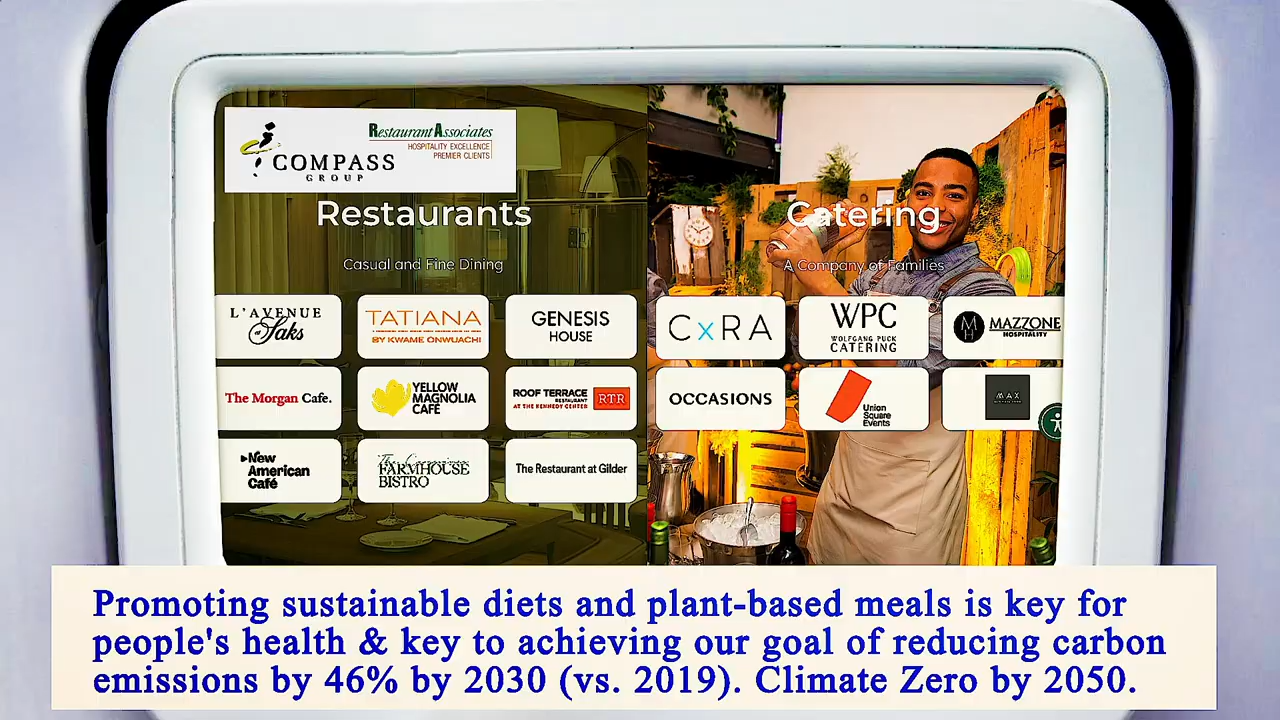 COMPASS
GROUP
RESTAURANT ASSOCIATES
HOSPITALITY EXCELLENCE
PREMIER CLIENTS
Restaurants
Casual and Fine Dining
L'AVENUE
Saks
TATIANA
BY KWAME ONWUACHI
GENESIS
HOUSE
The Morgan Cafe.
YELLOW
MAGNOLIA
CAFÉ
ROOF TERRACE
RESTAURANT
AT THE KENNEDY CENTER
RTR
New
American
Café
FARMHOUSE
BISTRO
The Restaurant at Gilder
Catering
A Company of Families
CxRA
WPC
WOLFGANG PUCK
CATERING
MH
MAZZONE
HOSPITALITY
OCCASIONS
Union
Square
Events
MAX
Promoting sustainable diets and plant-based meals is key for
people's health & key to achieving our goal of reducing carbon
emissions by 46% by 2030 (vs. 2019). Climate Zero by 2050.